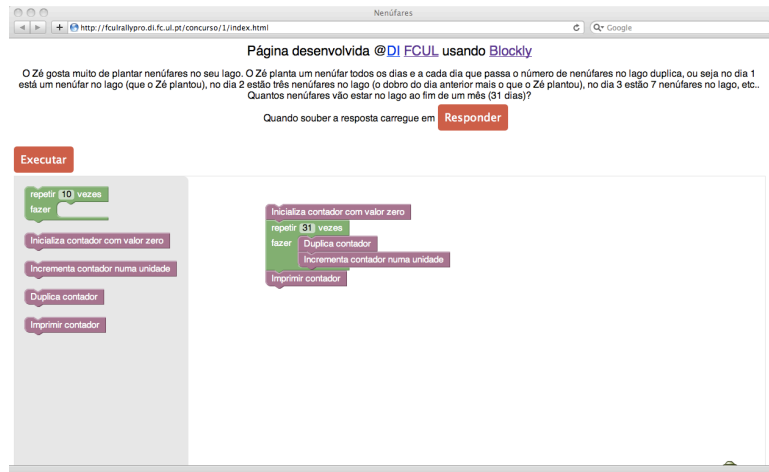 Nenúfares
http://fculrallypro.di.fc.ul.pt/concurso/1/index.html
Google
Página desenvolvida @DI FCUL usando Blockly
O Zé gosta muito de plantar nenúfares no seu lago. O Zé planta um nenúfar todos os dias e a cada dia que passa o número de nenúfares no lago duplica, ou seja no dia 1
está um nenúfar no lago (que o Zé plantou), no dia 2 estão três nenúfares no lago (o dobro do dia anterior mais o que o Zé plantou), no dia 3 estão 7 nenúfares no lago, etc..
Quantos nenúfares vão estar no lago ao fim de um mês (31 dias)?
Quando souber a resposta carregue em Responder
Executar
repetir 10 vezes
fazer
Inicializa contador com valor zero
Incrementa contador numa unidade
Duplica contador
Imprimir contador
Inicializa contador com valor zero
repetir 31 vezes
fazer Duplica contador
Incrementa contador numa unidade
Imprimir contador